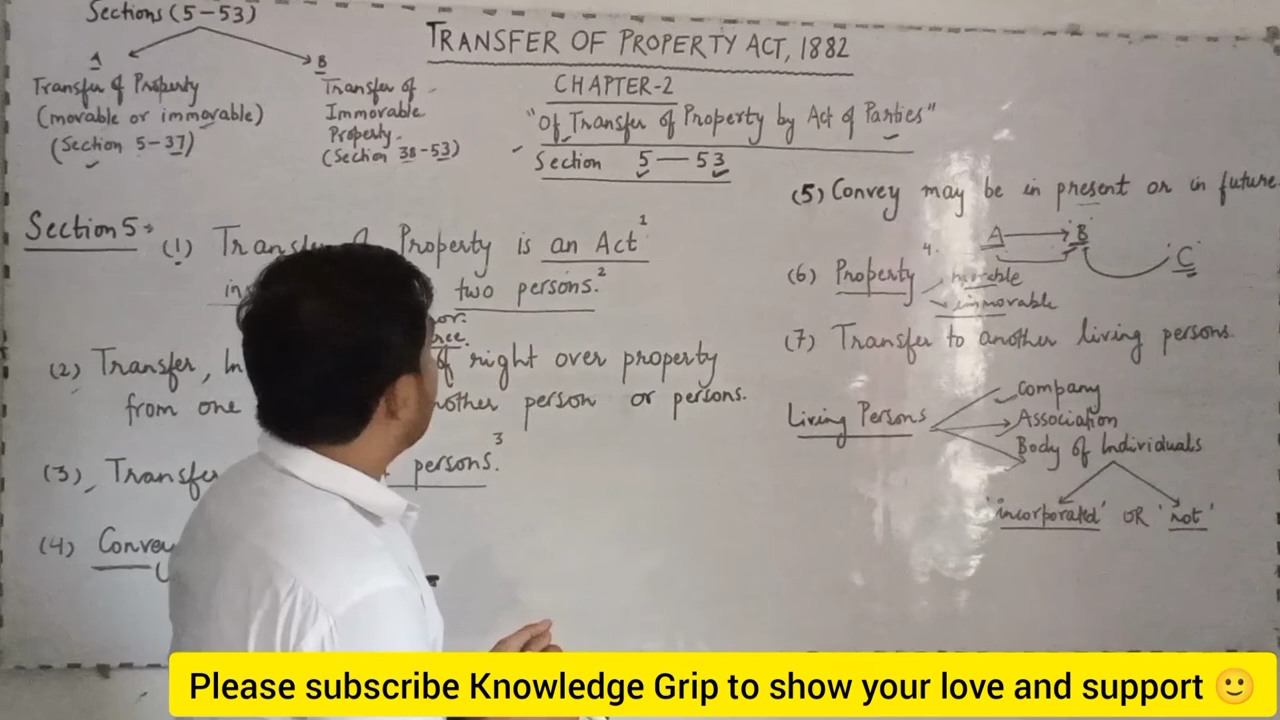 Sections (5-53)
A
Transfer of Property
(movable or immovable)
(Section 5-37)
B
Transfer of
Immovable
Property.
(Section 38-53)
TRANSFER OF PROPERTY ACT, 1882
CHAPTER-2
"Of Transfer of Property by Act of Parties"
Section 5 — 53
Section 5:
(1) Property is an Act 1
two persons. 2
(2) Transfer, of right over property
from one person or persons.
(3), persons. 3
(4) Convey
(5) Convey may be in present or in future.
4. A B 'C'
(6) Property movable
immovable
(7) Transfer to another living persons.
Living Persons
Company
Association
Body of Individuals
'incorporated' OR 'not'
Please subscribe Knowledge Grip to show your love and support 🙂